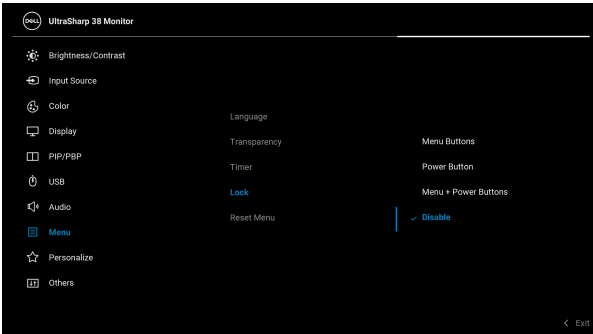 DELL
UltraSharp 38 Monitor
Brightness/Contrast
Input Source
Color
Display
PIP/PBP
USB
Audio
Menu
Personalize
Others
Language
Transparency
Timer
Lock
Reset Menu
Menu Buttons
Power Button
Menu + Power Buttons
Disable
Exit